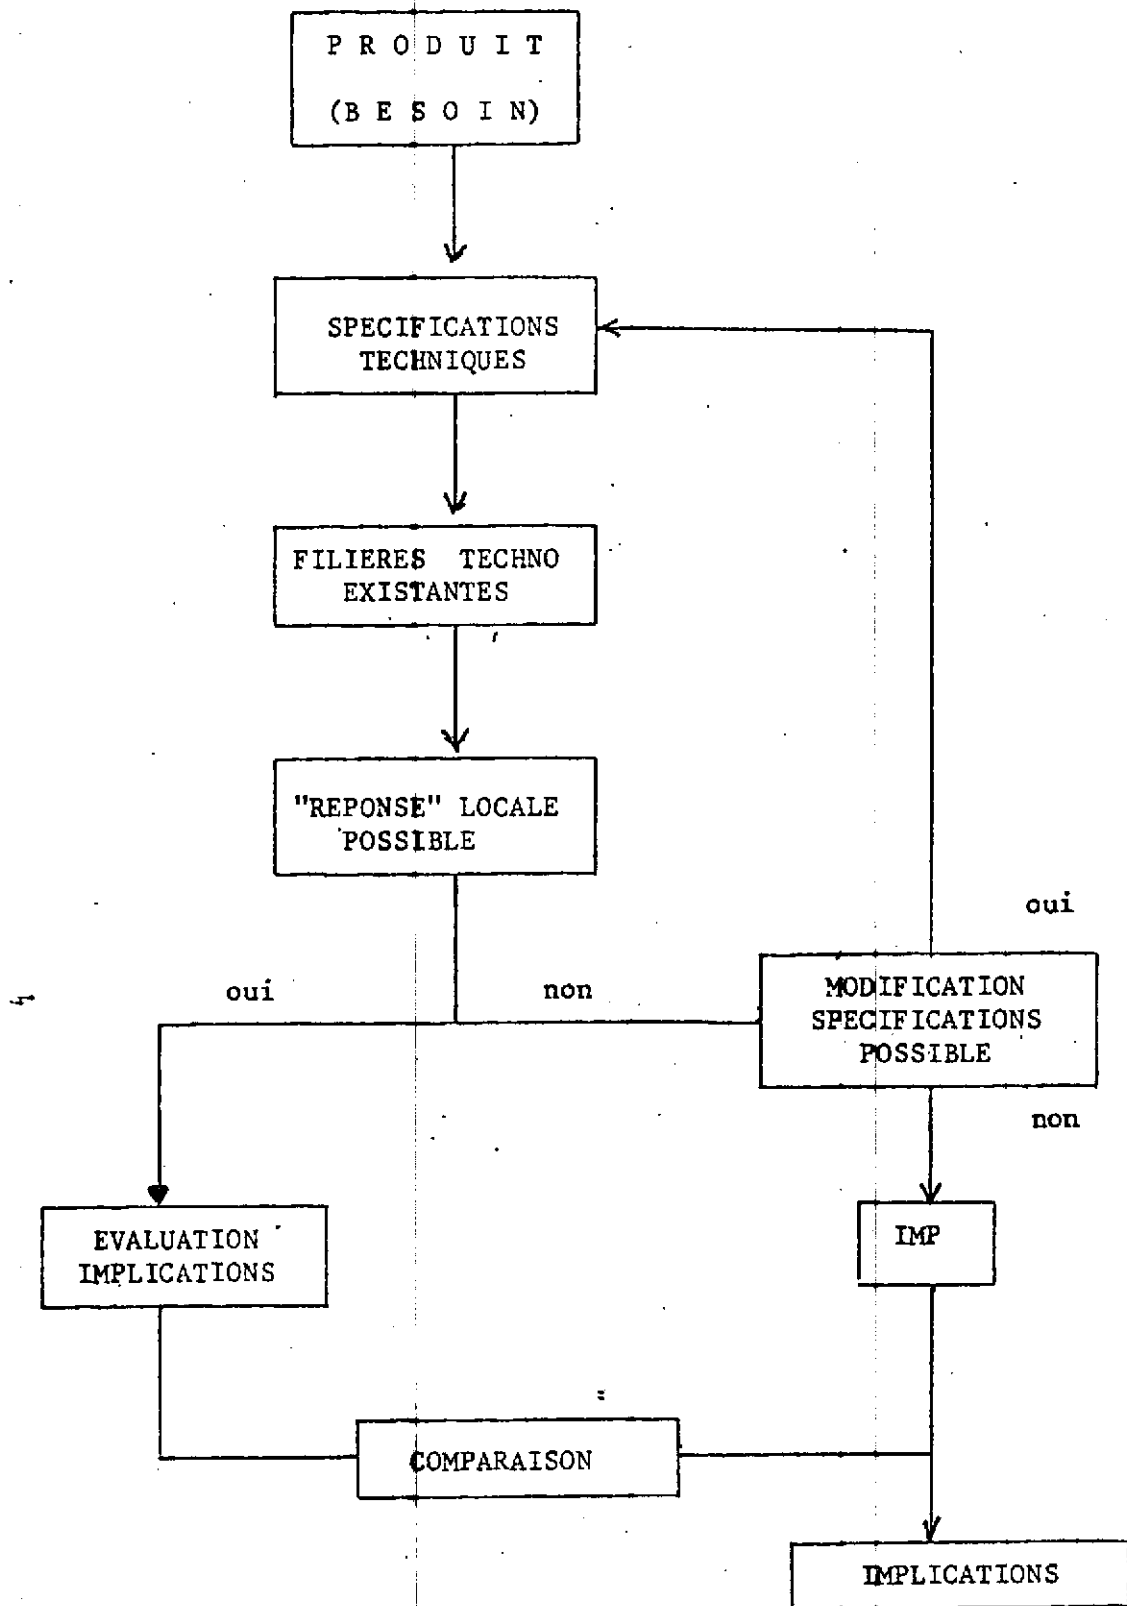 P R O D U I T
(B E S O I N)
SPECIFICATIONS
TECHNIQUES
FILIERES TECHNO
EXISTANTES
"REPONSE" LOCALE
POSSIBLE
oui
oui
non
MODIFICATION
SPECIFICATIONS
POSSIBLE
non
EVALUATION
IMPLICATIONS
IMP
COMPARAISON
IMPLICATIONS